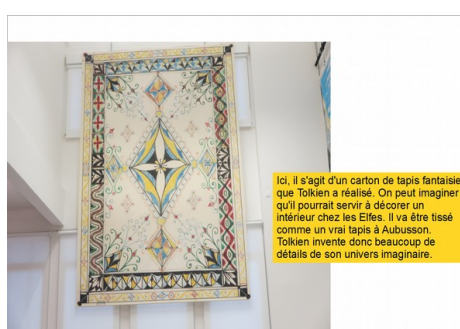 Ici, il s'agit d'un carton de tapis fantaisie
que Tolkien a réalisé. On peut imaginer
qu'il pourrait servir à décorer un
intérieur chez les Elfes. Il va être tissé
comme un vrai tapis à Aubusson.
Tolkien invente donc beaucoup de
détails de son univers imaginaire.